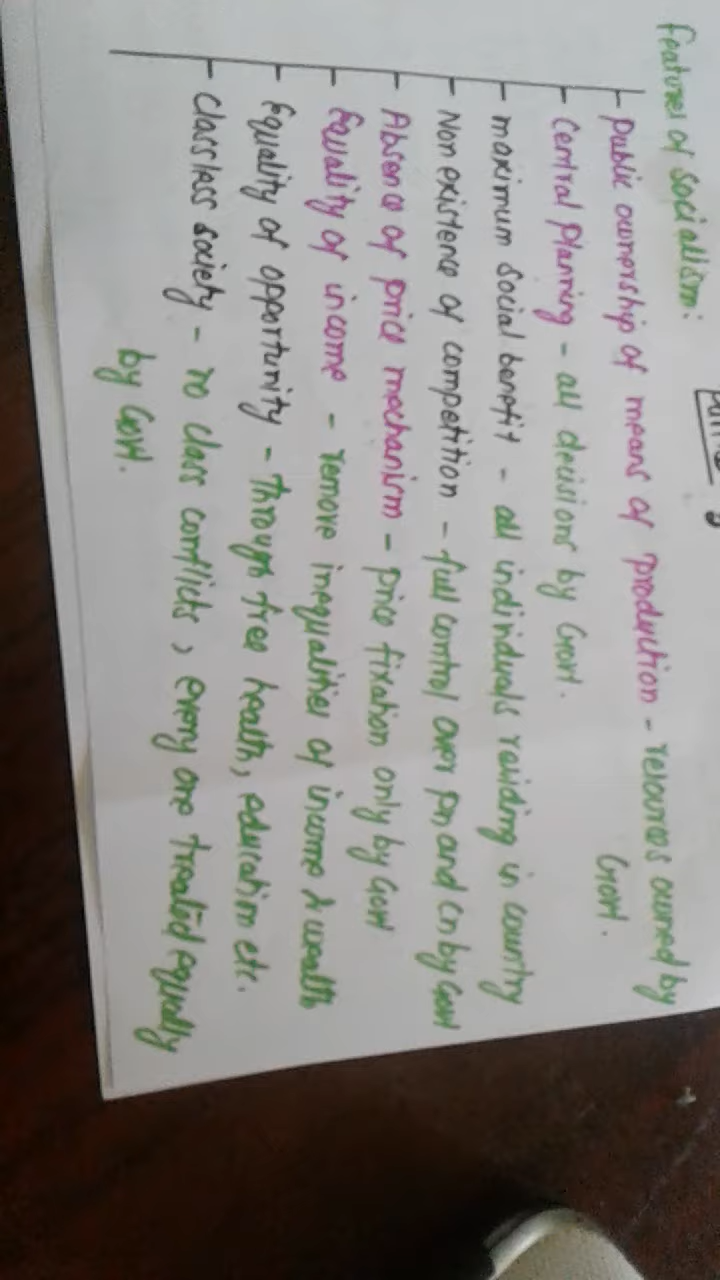 Features of Socialism:
Public ownership of means of production - resources owned by
Govt.
Central Planning - all decisions by Govt.
maximum social benefit - all individuals residing in country
Non existence of competition - full control over pn and cn by Govt
Absence of price mechanism - price fixation only by Govt
Equality of income - remove inequalities of income & wealth
Equality of opportunity - through free health, education etc.
Classless society - no class conflicts, every one treated equally
by Govt.